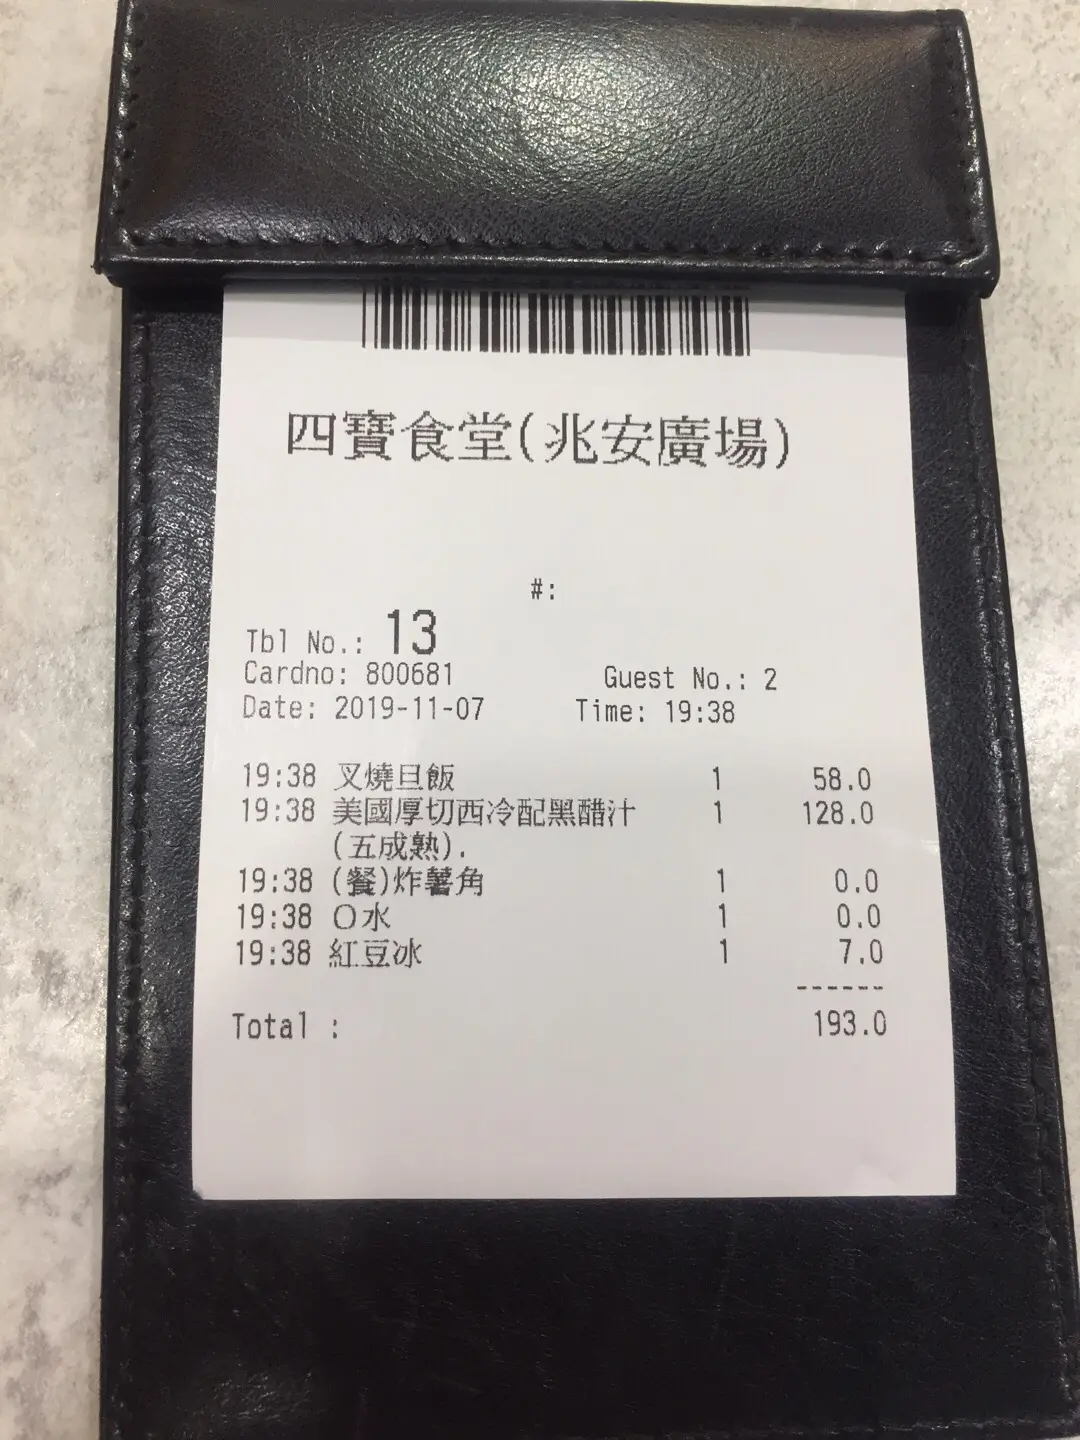 四寶食堂(兆安廣場)
#:
Tbl No.: 13
Cardno: 800681 Guest No.: 2
Date: 2019-11-07 Time: 19:38
19:38 叉燒旦飯 1 58.0
19:38 美國厚切西冷配黑醋汁 1 128.0
(五成熟).
19:38 (餐)炸薯角 1 0.0
19:38 O水 1 0.0
19:38 紅豆冰 1 7.0
------
Total : 193.0